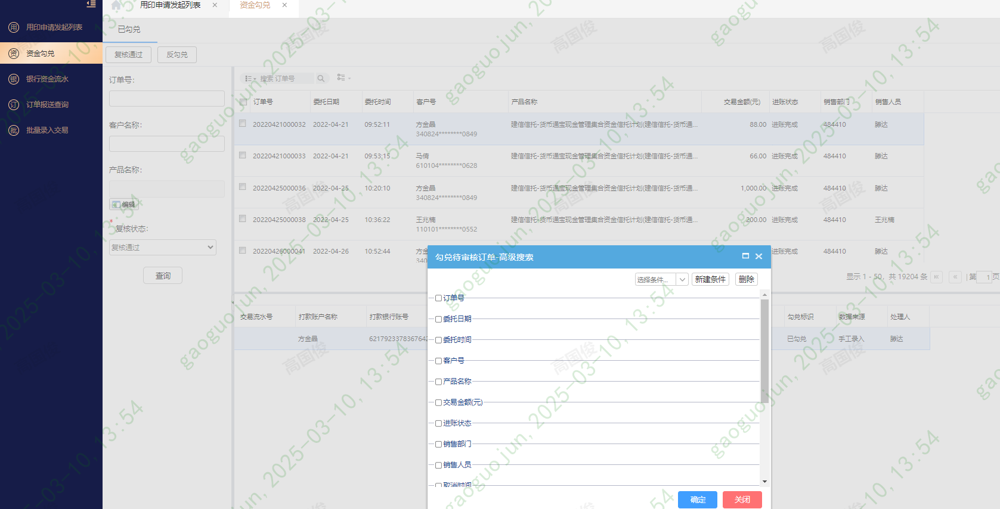 用印申请发起列表 ×
资金勾兑 ×
用 用印申请发起列表
资 资金勾兑
银 银行资金流水
订 订单报送查询
批 批量录入交易
已勾兑
复核通过 反勾兑
订单号:
客户名称:
产品名称:
编辑
* 复核状态:
复核通过
查询
搜索 订单号
订单号 委托日期 委托时间 客户号 产品名称 交易金额(元) 进账状态 销售部门 销售人员
20220421000032 2022-04-21 09:52:11 方金晶 建信信托-货币通宝现金管理集合资金信托计划(建信信托-货币通... 88.00 进账完成 484410 滕达
340824********0849
20220421000033 2022-04-21 09:53:15 马倩 建信信托-货币通宝现金管理集合资金信托计划(建信信托-货币通... 66.00 进账完成 484410 滕达
610104********0628
20220425000036 2022-04-25 10:20:10 方金晶 建信信托-货币通宝现金管理集合资金信托计划(建信信托-货币通... 1,000.00 进账完成 484410 滕达
340824********0849
20220425000038 2022-04-25 10:36:22 王兆楠 建信信托-货币通宝现金管理集合资金信托计划(建信信托-货币通... 200.00 进账完成 484410 王兆楠
110101********0552
20220426000041 2022-04-26 10:52:44 方金 进账完成 484410 滕达
340
显示 1 - 50, 共 19204 条 | 第 1 页
交易流水号 打款账户名称 打款银行账号 勾兑标识 数据来源 处理人
方金晶 6217923378367642 已勾兑 手工录入 滕达
勾兑待审核订单-高级搜索
选择条件... 新建条件 删除
订单号
委托日期
委托时间
客户号
产品名称
交易金额(元)
进账状态
销售部门
销售人员
取消时间
确定 关闭
gaoguojun, 2025-03-10, 13:54
高国俊